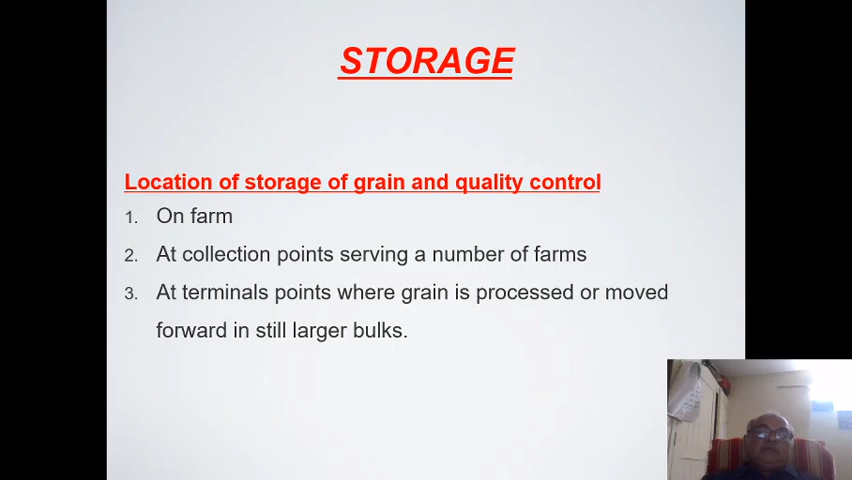 STORAGE
Location of storage of grain and quality control
1. On farm
2. At collection points serving a number of farms
3. At terminals points where grain is processed or moved
forward in still larger bulks.